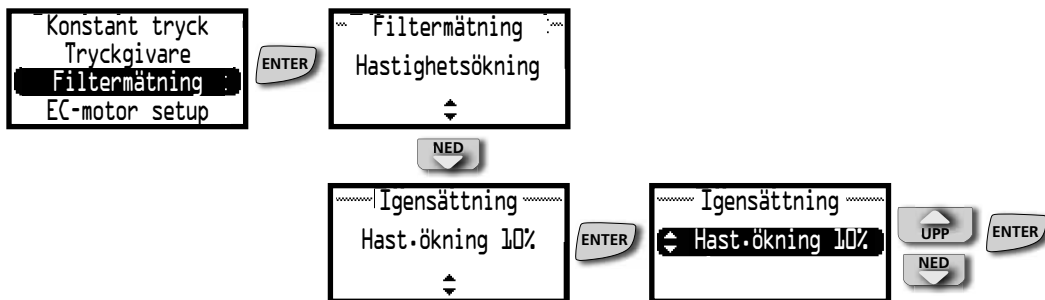 Konstant tryck
Tryckgivare
Filtermätning
EC-motor setup
ENTER
Filtermätning
Hastighetsökning
NED
Igensättning
Hast.ökning 10%
ENTER
Igensättning
Hast.ökning 10%
UPP
NED
ENTER